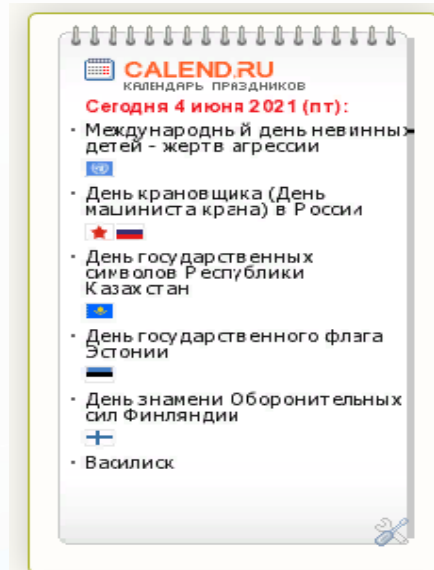 CALEND.RU
КАЛЕНДАРЬ ПРАЗДНИКОВ
Сегодня 4 июня 2021 (пт):
· Международнь й день невинных
детей - жертв агрессии
· День крановщика (День
машиниста крана) в России
· День государственных
символов Республики
Казахстан
· День государственного флага
Эстонии
· День знамени Оборонительных
сил Финляндии
· Василиск